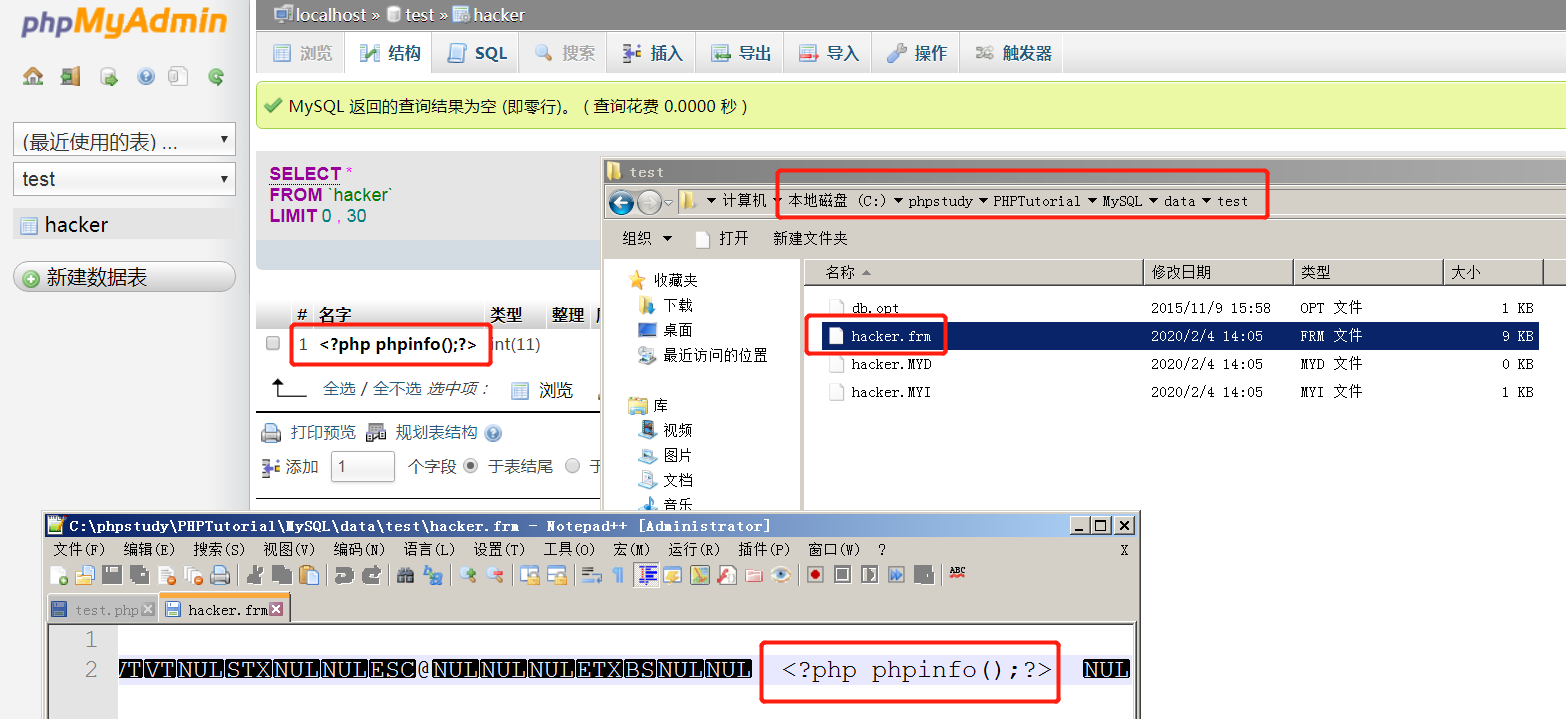 phpMyAdmin
localhost » test » hacker
浏览 结构 SQL 搜索 插入 导出 导入 操作 触发器
MySQL 返回的查询结果为空 (即零行)。 ( 查询花费 0.0000 秒 )
(最近使用的表) ...
test
hacker
新建数据表
SELECT *
FROM `hacker`
LIMIT 0 , 30
# 名字 类型 整理
1 <?php phpinfo();?> int(11)
全选 / 全不选 选中项： 浏览
打印预览 规划表结构
添加 1 个字段 于表结尾 于
test
计算机 本地磁盘 (C:) phpstudy PHPTutorial MySQL data test
组织 打开 新建文件夹
收藏夹
下载
桌面
最近访问的位置
库
视频
图片
文档
音乐
名称 修改日期 类型 大小
db.opt 2015/11/9 15:58 OPT 文件 1 KB
hacker.frm 2020/2/4 14:05 FRM 文件 9 KB
hacker.MYD 2020/2/4 14:05 MYD 文件 0 KB
hacker.MYI 2020/2/4 14:05 MYI 文件 1 KB
C:\phpstudy\PHPTutorial\MySQL\data\test\hacker.frm - Notepad++ [Administrator]
文件(F) 编辑(E) 搜索(S) 视图(V) 编码(N) 语言(L) 设置(T) 工具(O) 宏(M) 运行(R) 插件(P) 窗口(W) ? X
ABC
test.php hacker.frm
1
2 VTVTNULSTXNULNULESC@NULNULNULETXBSNULNUL <?php phpinfo();?> NUL